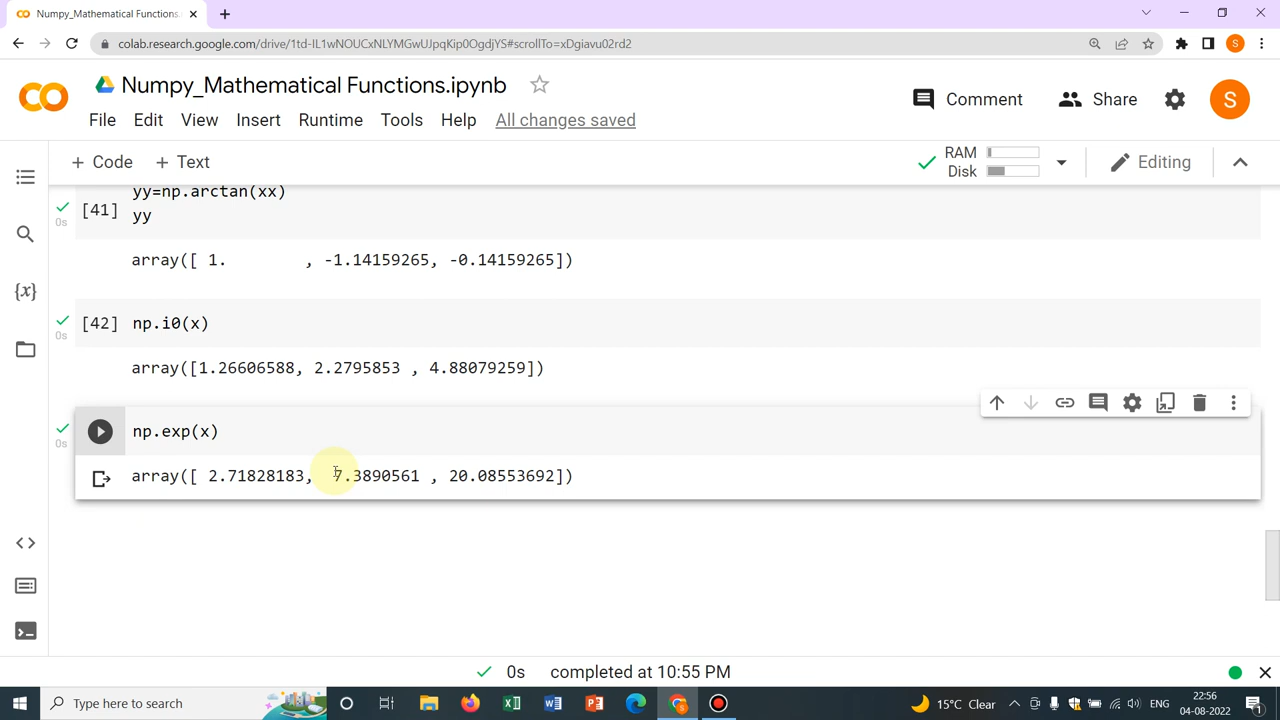 Numpy_Mathematical Functions.
colab.research.google.com/drive/1td-IL1wNOUCxNLYMGwUJpqKip0OgdjYS#scrollTo=xDgiavu02rd2
S
CO
Numpy_Mathematical Functions.ipynb
Comment
Share
S
File Edit View Insert Runtime Tools Help All changes saved
+ Code + Text
RAM
Disk
Editing
yy=np.arctan(xx)
[41]
yy
0s
array([ 1.        , -1.14159265, -0.14159265])
{x}
[42] np.i0(x)
0s
array([1.26606588, 2.2795853 , 4.88079259])
np.exp(x)
0s
array([ 2.71828183,  7.3890561 , 20.08553692])
0s completed at 10:55 PM
Type here to search
15°C Clear
22:56
04-08-2022
1